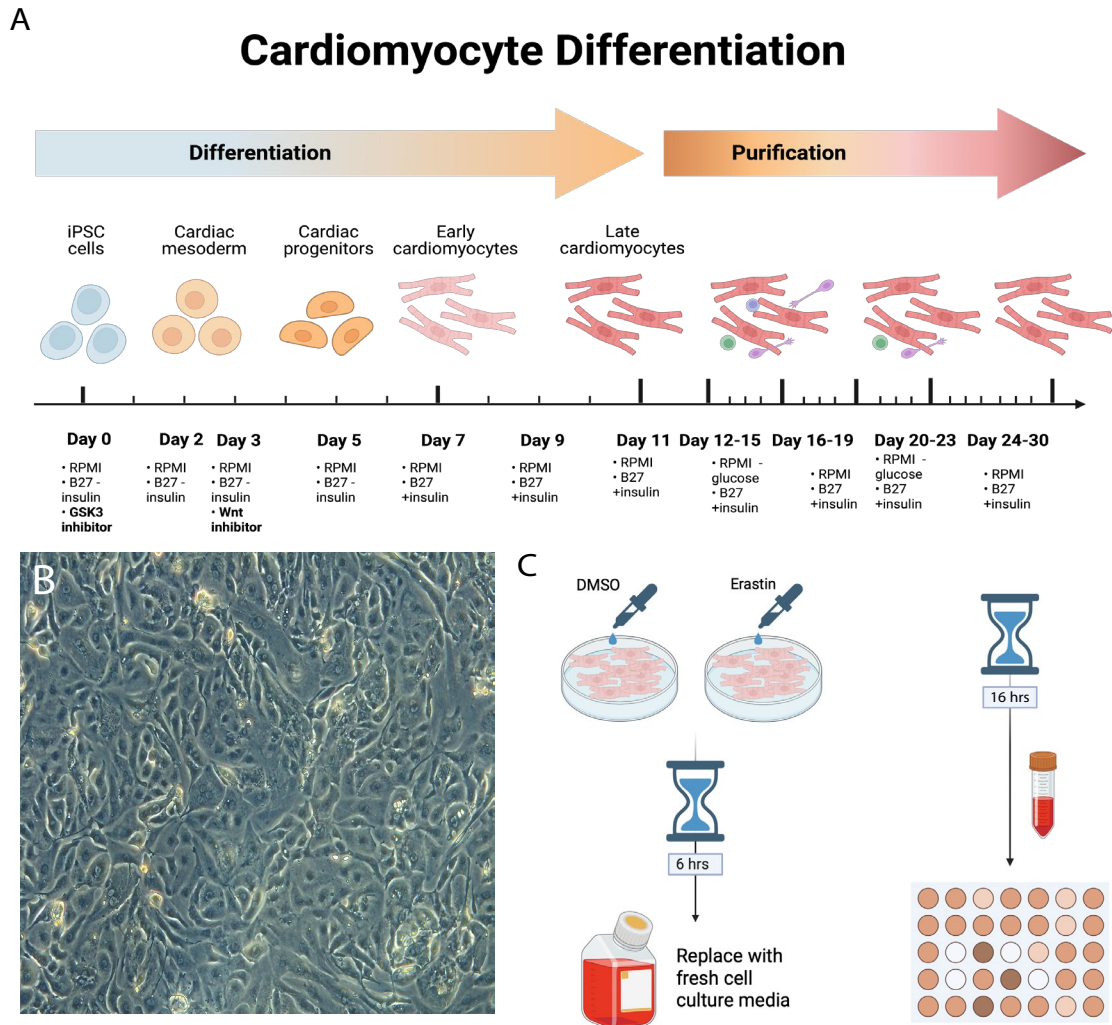 A
Cardiomyocyte Differentiation
Differentiation
Purification
iPSC
cells
Cardiac
mesoderm
Cardiac
progenitors
Early
cardiomyocytes
Late
cardiomyocytes
Day 0
• RPMI
• B27 -
insulin
• GSK3
inhibitor
Day 2
• RPMI
• B27 -
insulin
Day 3
• RPMI
• B27 -
insulin
• Wnt
inhibitor
Day 5
• RPMI
• B27 -
insulin
Day 7
• RPMI
• B27
+insulin
Day 9
• RPMI
• B27
+insulin
Day 11
• RPMI
• B27
+insulin
Day 12-15
• RPMI -
glucose
• B27
+insulin
Day 16-19
• RPMI
• B27
+insulin
Day 20-23
• RPMI -
glucose
• B27
+insulin
Day 24-30
• RPMI
• B27
+insulin
B
C
DMSO
Erastin
6 hrs
Replace with
fresh cell
culture media
16 hrs